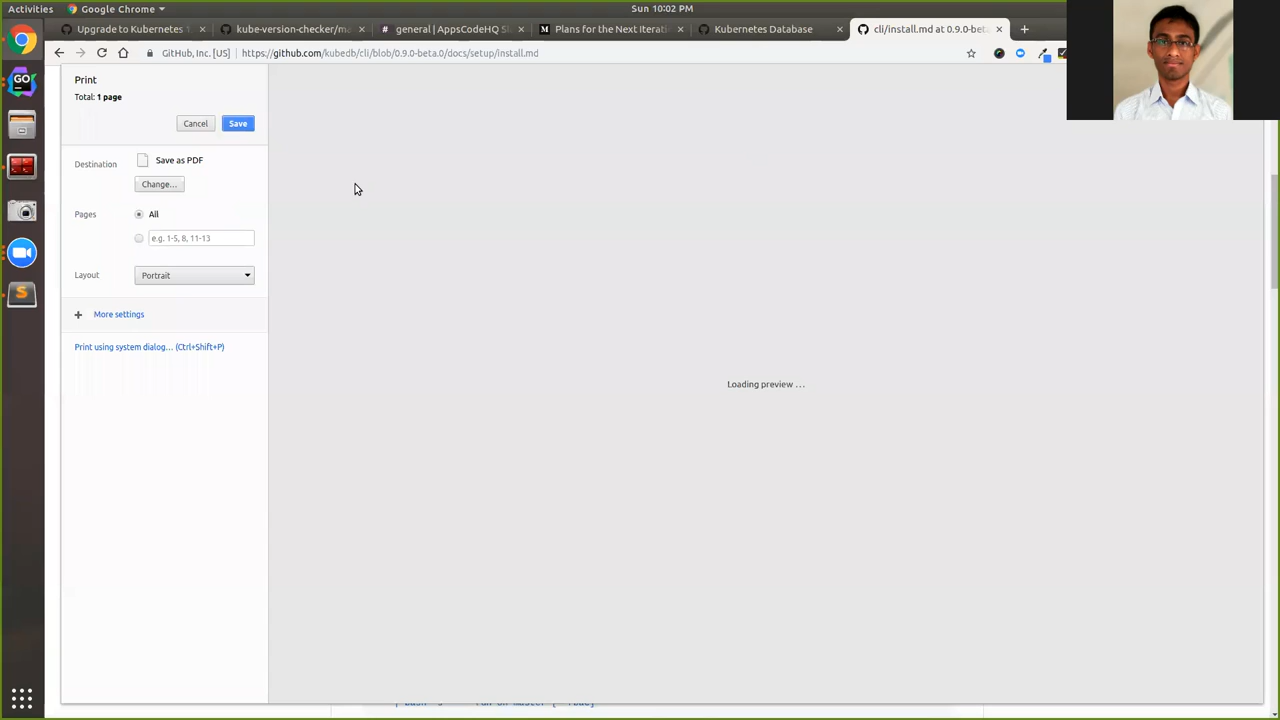 Activities
Google Chrome
Sun 10:02 PM
Upgrade to Kubernetes
kube-version-checker/ma
general | AppsCodeHQ Sl
Plans for the Next Iterati
Kubernetes Database
cli/install.md at 0.9.0-beta
GitHub, Inc. [US]
https://github.com/kubedb/cli/blob/0.9.0-beta.0/docs/setup/install.md
Print
Total: 1 page
Cancel
Save
Destination
Save as PDF
Change...
Pages
All
e.g. 1-5, 8, 11-13
Layout
Portrait
More settings
Print using system dialog... (Ctrl+Shift+P)
Loading preview ...